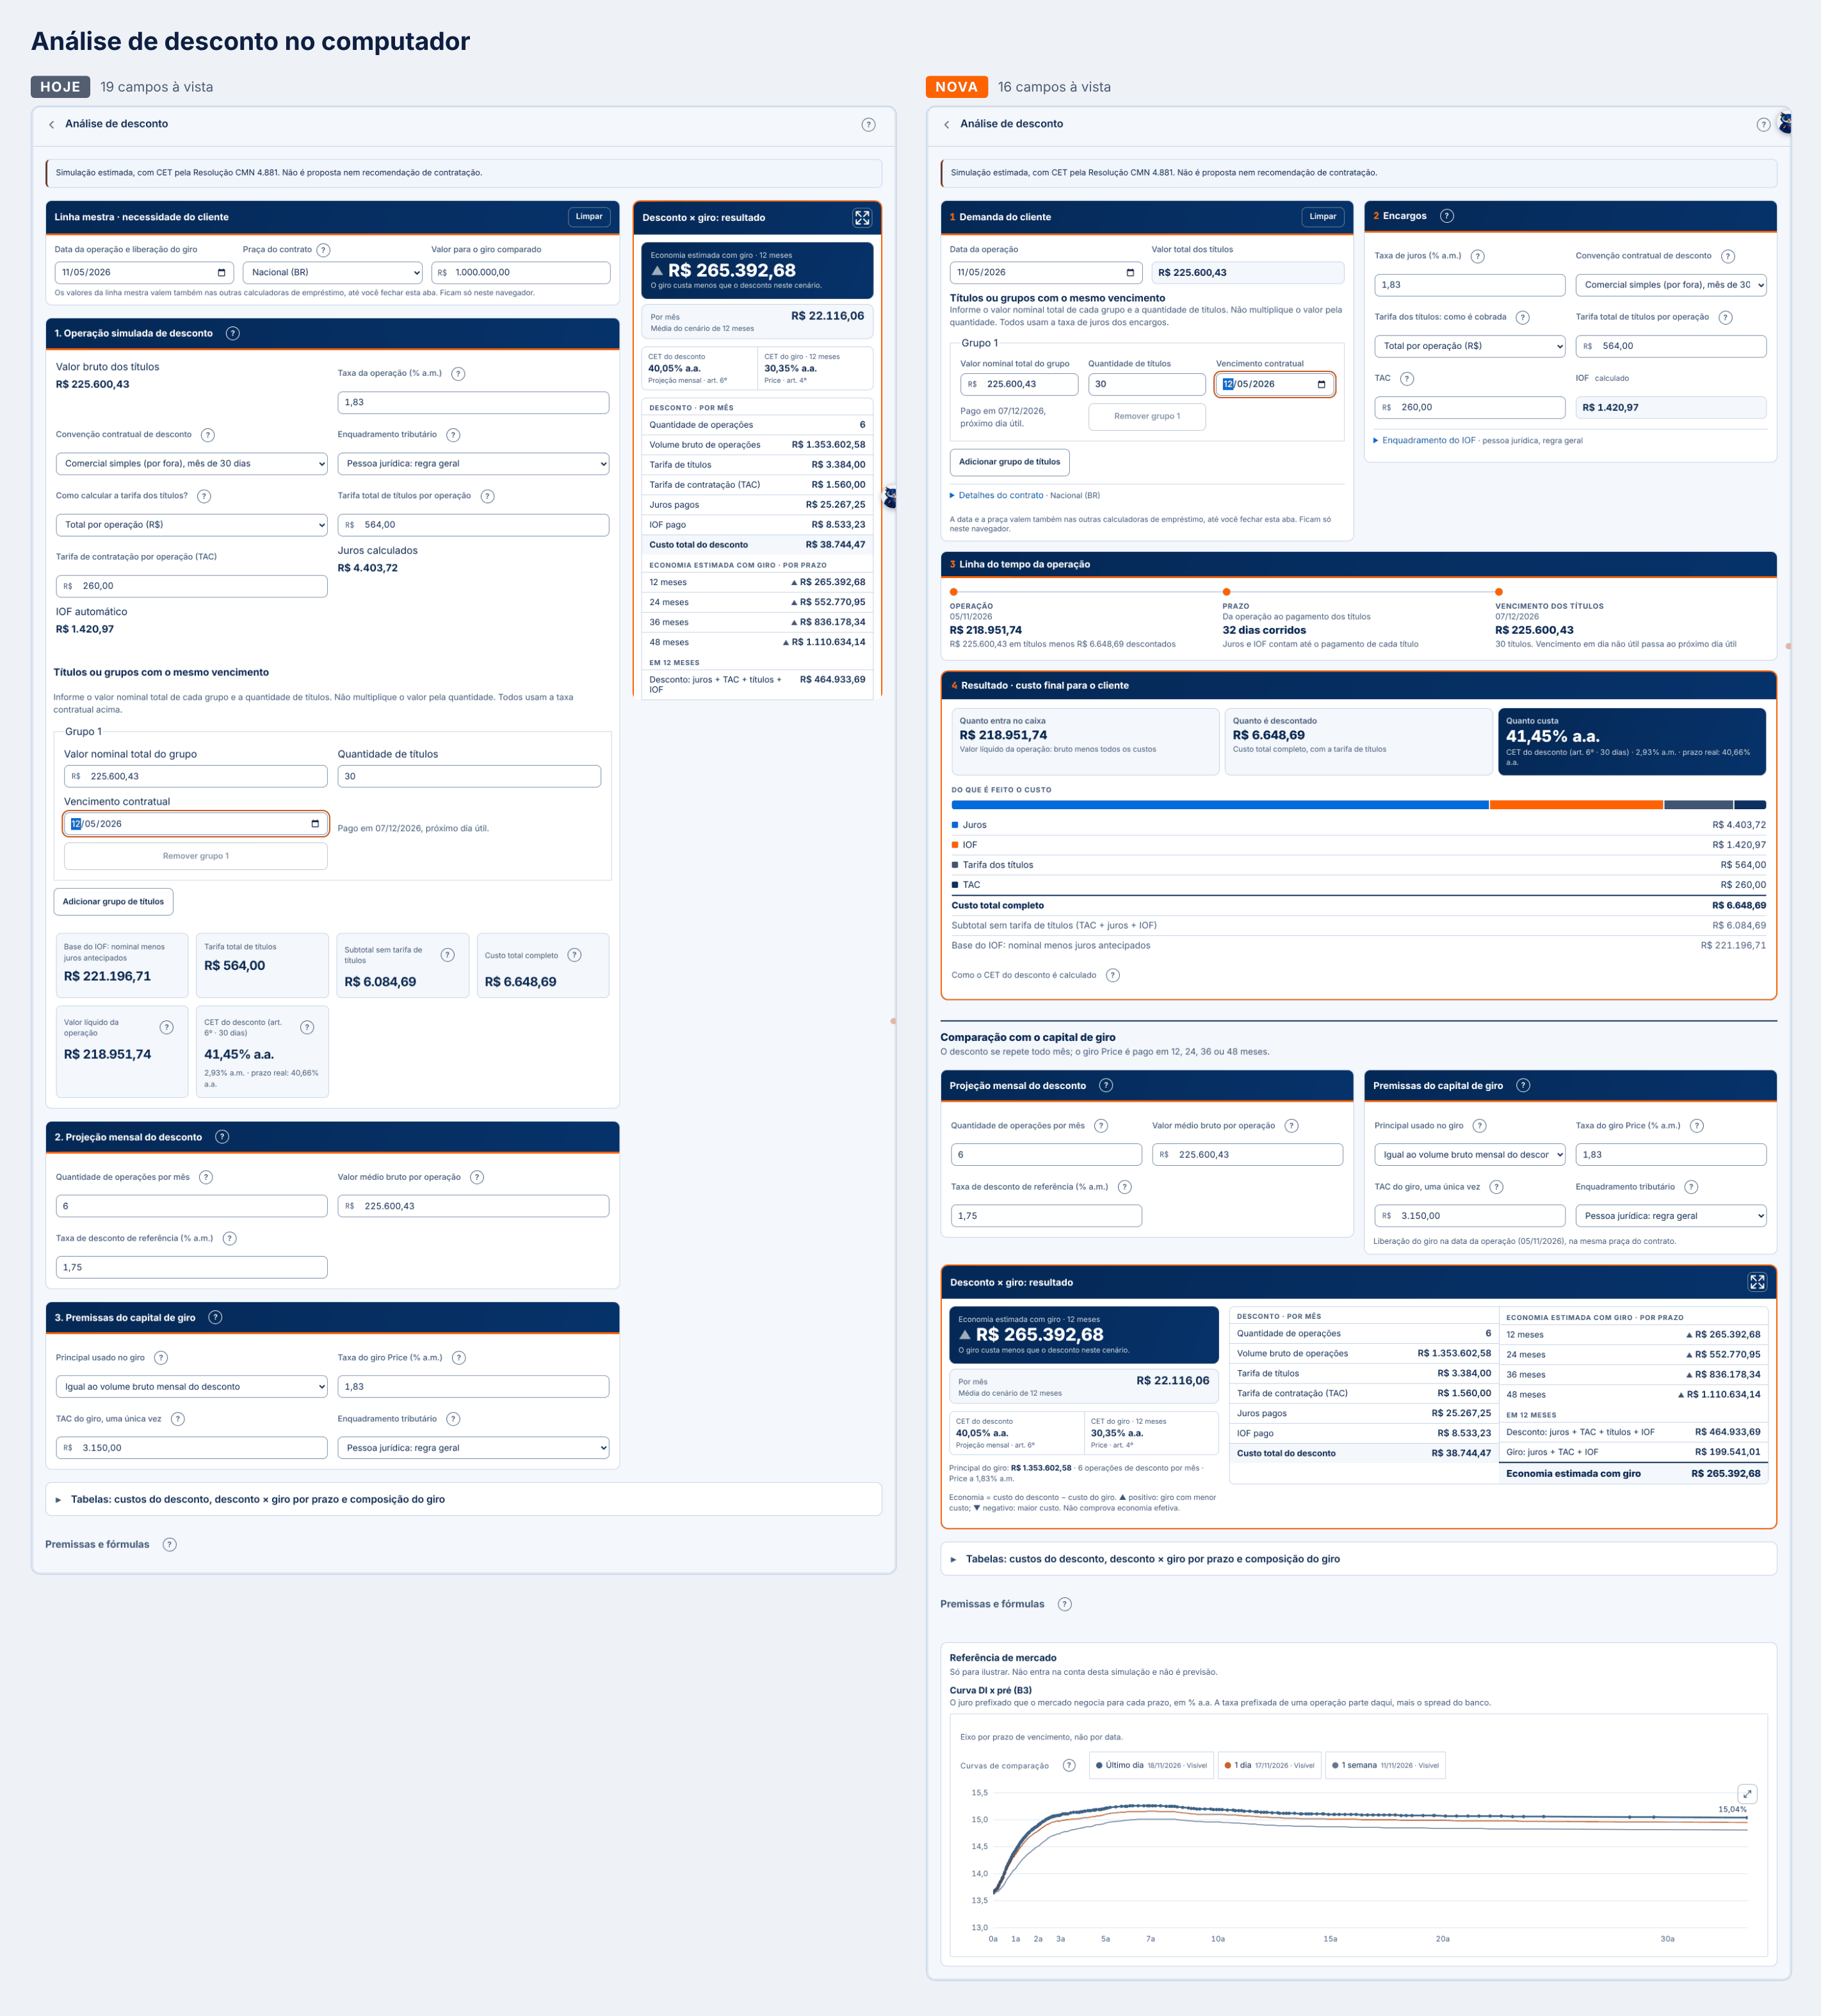 Análise de desconto no computador
HOJE 19 campos à vista
Análise de desconto ?
Simulação estimada, com CET pela Resolução CMN 4.881. Não é proposta nem recomendação de contratação.
Linha mestra · necessidade do cliente Limpar
Data da operação e liberação do giro Praça do contrato ? Valor para o giro comparado
11/05/2026 Nacional (BR) R$ 1.000.000,00
Os valores da linha mestra valem também nas outras calculadoras de empréstimo, até você fechar esta aba. Ficam só neste navegador.
1. Operação simulada de desconto ?
Valor bruto dos títulos
R$ 225.600,43
Taxa da operação (% a.m.) ?
1,83
Convenção contratual de desconto ? Enquadramento tributário ?
Comercial simples (por fora), mês de 30 dias Pessoa jurídica: regra geral
Como calcular a tarifa dos títulos? ? Tarifa total de títulos por operação ?
Total por operação (R$) R$ 564,00
Tarifa de contratação por operação (TAC)
R$ 260,00
Juros calculados
R$ 4.403,72
IOF automático
R$ 1.420,97
Títulos ou grupos com o mesmo vencimento
Informe o valor nominal total de cada grupo e a quantidade de títulos. Não multiplique o valor pela quantidade. Todos usam a taxa
contratual acima.
Grupo 1
Valor nominal total do grupo Quantidade de títulos
R$ 225.600,43 30
Vencimento contratual
12/05/2026 Pago em 07/12/2026, próximo dia útil.
Remover grupo 1
Adicionar grupo de títulos
Base do IOF: nominal menos
juros antecipados
R$ 221.196,71
Tarifa total de títulos
R$ 564,00
Subtotal sem tarifa de
títulos ?
R$ 6.084,69
Custo total completo ?
R$ 6.648,69
Valor líquido da
operação ?
R$ 218.951,74
CET do desconto (art.
6º · 30 dias) ?
41,45% a.a.
2,93% a.m. · prazo real: 40,66%
a.a.
2. Projeção mensal do desconto ?
Quantidade de operações por mês ? Valor médio bruto por operação ?
6 R$ 225.600,43
Taxa de desconto de referência (% a.m.) ?
1,75
3. Premissas do capital de giro ?
Principal usado no giro ? Taxa do giro Price (% a.m.) ?
Igual ao volume bruto mensal do desconto 1,83
TAC do giro, uma única vez ? Enquadramento tributário ?
R$ 3.150,00 Pessoa jurídica: regra geral
Desconto × giro: resultado
Economia estimada com giro · 12 meses
▲ R$ 265.392,68
O giro custa menos que o desconto neste cenário.
Por mês R$ 22.116,06
Média do cenário de 12 meses
CET do desconto
40,05% a.a.
Projeção mensal · art. 6º
CET do giro · 12 meses
30,35% a.a.
Price · art. 4º
DESCONTO · POR MÊS
Quantidade de operações 6
Volume bruto de operações R$ 1.353.602,58
Tarifa de títulos R$ 3.384,00
Tarifa de contratação (TAC) R$ 1.560,00
Juros pagos R$ 25.267,25
IOF pago R$ 8.533,23
Custo total do desconto R$ 38.744,47
ECONOMIA ESTIMADA COM GIRO · POR PRAZO
12 meses ▲ R$ 265.392,68
24 meses ▲ R$ 552.770,95
36 meses ▲ R$ 836.178,34
48 meses ▲ R$ 1.110.634,14
EM 12 MESES
Desconto: juros + TAC + títulos + R$ 464.933,69
IOF
▶ Tabelas: custos do desconto, desconto × giro por prazo e composição do giro
Premissas e fórmulas ?
NOVA 16 campos à vista
Análise de desconto ?
Simulação estimada, com CET pela Resolução CMN 4.881. Não é proposta nem recomendação de contratação.
1 Demanda do cliente Limpar
Data da operação Valor total dos títulos
11/05/2026 R$ 225.600,43
Títulos ou grupos com o mesmo vencimento
Informe o valor nominal total de cada grupo e a quantidade de títulos. Não multiplique o valor pela
quantidade. Todos usam a taxa de juros dos encargos.
Grupo 1
Valor nominal total do grupo Quantidade de títulos Vencimento contratual
R$ 225.600,43 30 12/05/2026
Pago em 07/12/2026,
próximo dia útil.
Remover grupo 1
Adicionar grupo de títulos
▶ Detalhes do contrato · Nacional (BR)
A data e a praça valem também nas outras calculadoras de empréstimo, até você fechar esta aba. Ficam só
neste navegador.
2 Encargos ?
Taxa de juros (% a.m.) ? Convenção contratual de desconto ?
1,83 Comercial simples (por fora), mês de 30
Tarifa dos títulos: como é cobrada ? Tarifa total de títulos por operação ?
Total por operação (R$) R$ 564,00
TAC ? IOF calculado
R$ 260,00 R$ 1.420,97
▶ Enquadramento do IOF · pessoa jurídica, regra geral
3 Linha do tempo da operação
OPERAÇÃO
05/11/2026
R$ 218.951,74
R$ 225.600,43 em títulos menos R$ 6.648,69 descontados
PRAZO
Da operação ao pagamento dos títulos
32 dias corridos
Juros e IOF contam até o pagamento de cada título
VENCIMENTO DOS TÍTULOS
07/12/2026
R$ 225.600,43
30 títulos. Vencimento em dia não útil passa ao próximo dia útil
4 Resultado · custo final para o cliente
Quanto entra no caixa
R$ 218.951,74
Valor líquido da operação: bruto menos todos os custos
Quanto é descontado
R$ 6.648,69
Custo total completo, com a tarifa de títulos
Quanto custa
41,45% a.a.
CET do desconto (art. 6º · 30 dias) · 2,93% a.m. · prazo real: 40,66%
a.a.
DO QUE É FEITO O CUSTO
Juros R$ 4.403,72
IOF R$ 1.420,97
Tarifa dos títulos R$ 564,00
TAC R$ 260,00
Custo total completo R$ 6.648,69
Subtotal sem tarifa de títulos (TAC + juros + IOF) R$ 6.084,69
Base do IOF: nominal menos juros antecipados R$ 221.196,71
Como o CET do desconto é calculado ?
Comparação com o capital de giro
O desconto se repete todo mês; o giro Price é pago em 12, 24, 36 ou 48 meses.
Projeção mensal do desconto ?
Quantidade de operações por mês ? Valor médio bruto por operação ?
6 R$ 225.600,43
Taxa de desconto de referência (% a.m.) ?
1,75
Premissas do capital de giro ?
Principal usado no giro ? Taxa do giro Price (% a.m.) ?
Igual ao volume bruto mensal do descor 1,83
TAC do giro, uma única vez ? Enquadramento tributário ?
R$ 3.150,00 Pessoa jurídica: regra geral
Liberação do giro na data da operação (05/11/2026), na mesma praça do contrato.
Desconto × giro: resultado
Economia estimada com giro · 12 meses
▲ R$ 265.392,68
O giro custa menos que o desconto neste cenário.
Por mês R$ 22.116,06
Média do cenário de 12 meses
CET do desconto
40,05% a.a.
Projeção mensal · art. 6º
CET do giro · 12 meses
30,35% a.a.
Price · art. 4º
Principal do giro: R$ 1.353.602,58 · 6 operações de desconto por mês ·
Price a 1,83% a.m.
Economia = custo do desconto − custo do giro. ▲ positivo: giro com menor
custo; ▼ negativo: maior custo. Não comprova economia efetiva.
DESCONTO · POR MÊS
Quantidade de operações 6
Volume bruto de operações R$ 1.353.602,58
Tarifa de títulos R$ 3.384,00
Tarifa de contratação (TAC) R$ 1.560,00
Juros pagos R$ 25.267,25
IOF pago R$ 8.533,23
Custo total do desconto R$ 38.744,47
ECONOMIA ESTIMADA COM GIRO · POR PRAZO
12 meses ▲ R$ 265.392,68
24 meses ▲ R$ 552.770,95
36 meses ▲ R$ 836.178,34
48 meses ▲ R$ 1.110.634,14
EM 12 MESES
Desconto: juros + TAC + títulos + IOF R$ 464.933,69
Giro: juros + TAC + IOF R$ 199.541,01
Economia estimada com giro R$ 265.392,68
▶ Tabelas: custos do desconto, desconto × giro por prazo e composição do giro
Premissas e fórmulas ?
Referência de mercado
Só para ilustrar. Não entra na conta desta simulação e não é previsão.
Curva DI x pré (B3)
O juro prefixado que o mercado negocia para cada prazo, em % a.a. A taxa prefixada de uma operação parte daqui, mais o spread do banco.
Eixo por prazo de vencimento, não por data.
Curvas de comparação ? Último dia 18/11/2026 · Visível 1 dia 17/11/2026 · Visível 1 semana 11/11/2026 · Visível
15,5
15,04%
15,0
14,5
14,0
13,5
13,0
0a 1a 2a 3a 5a 7a 10a 15a 20a 30a